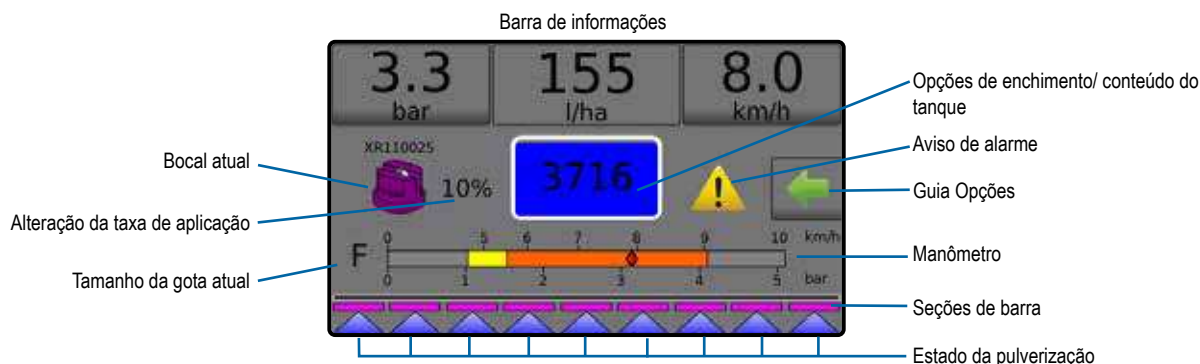 Barra de informações
3.3 155 8.0
bar l/ha km/h
Opções de enchimento/ conteúdo do
tanque
XR110025
Bocal atual
3716
Aviso de alarme
10%
Guia Opções
Alteração da taxa de aplicação
0 5 6 7 8 9 10 km/h
F
Manômetro
Tamanho da gota atual
0 1 2 3 4 5 bar
Seções de barra
Estado da pulverização